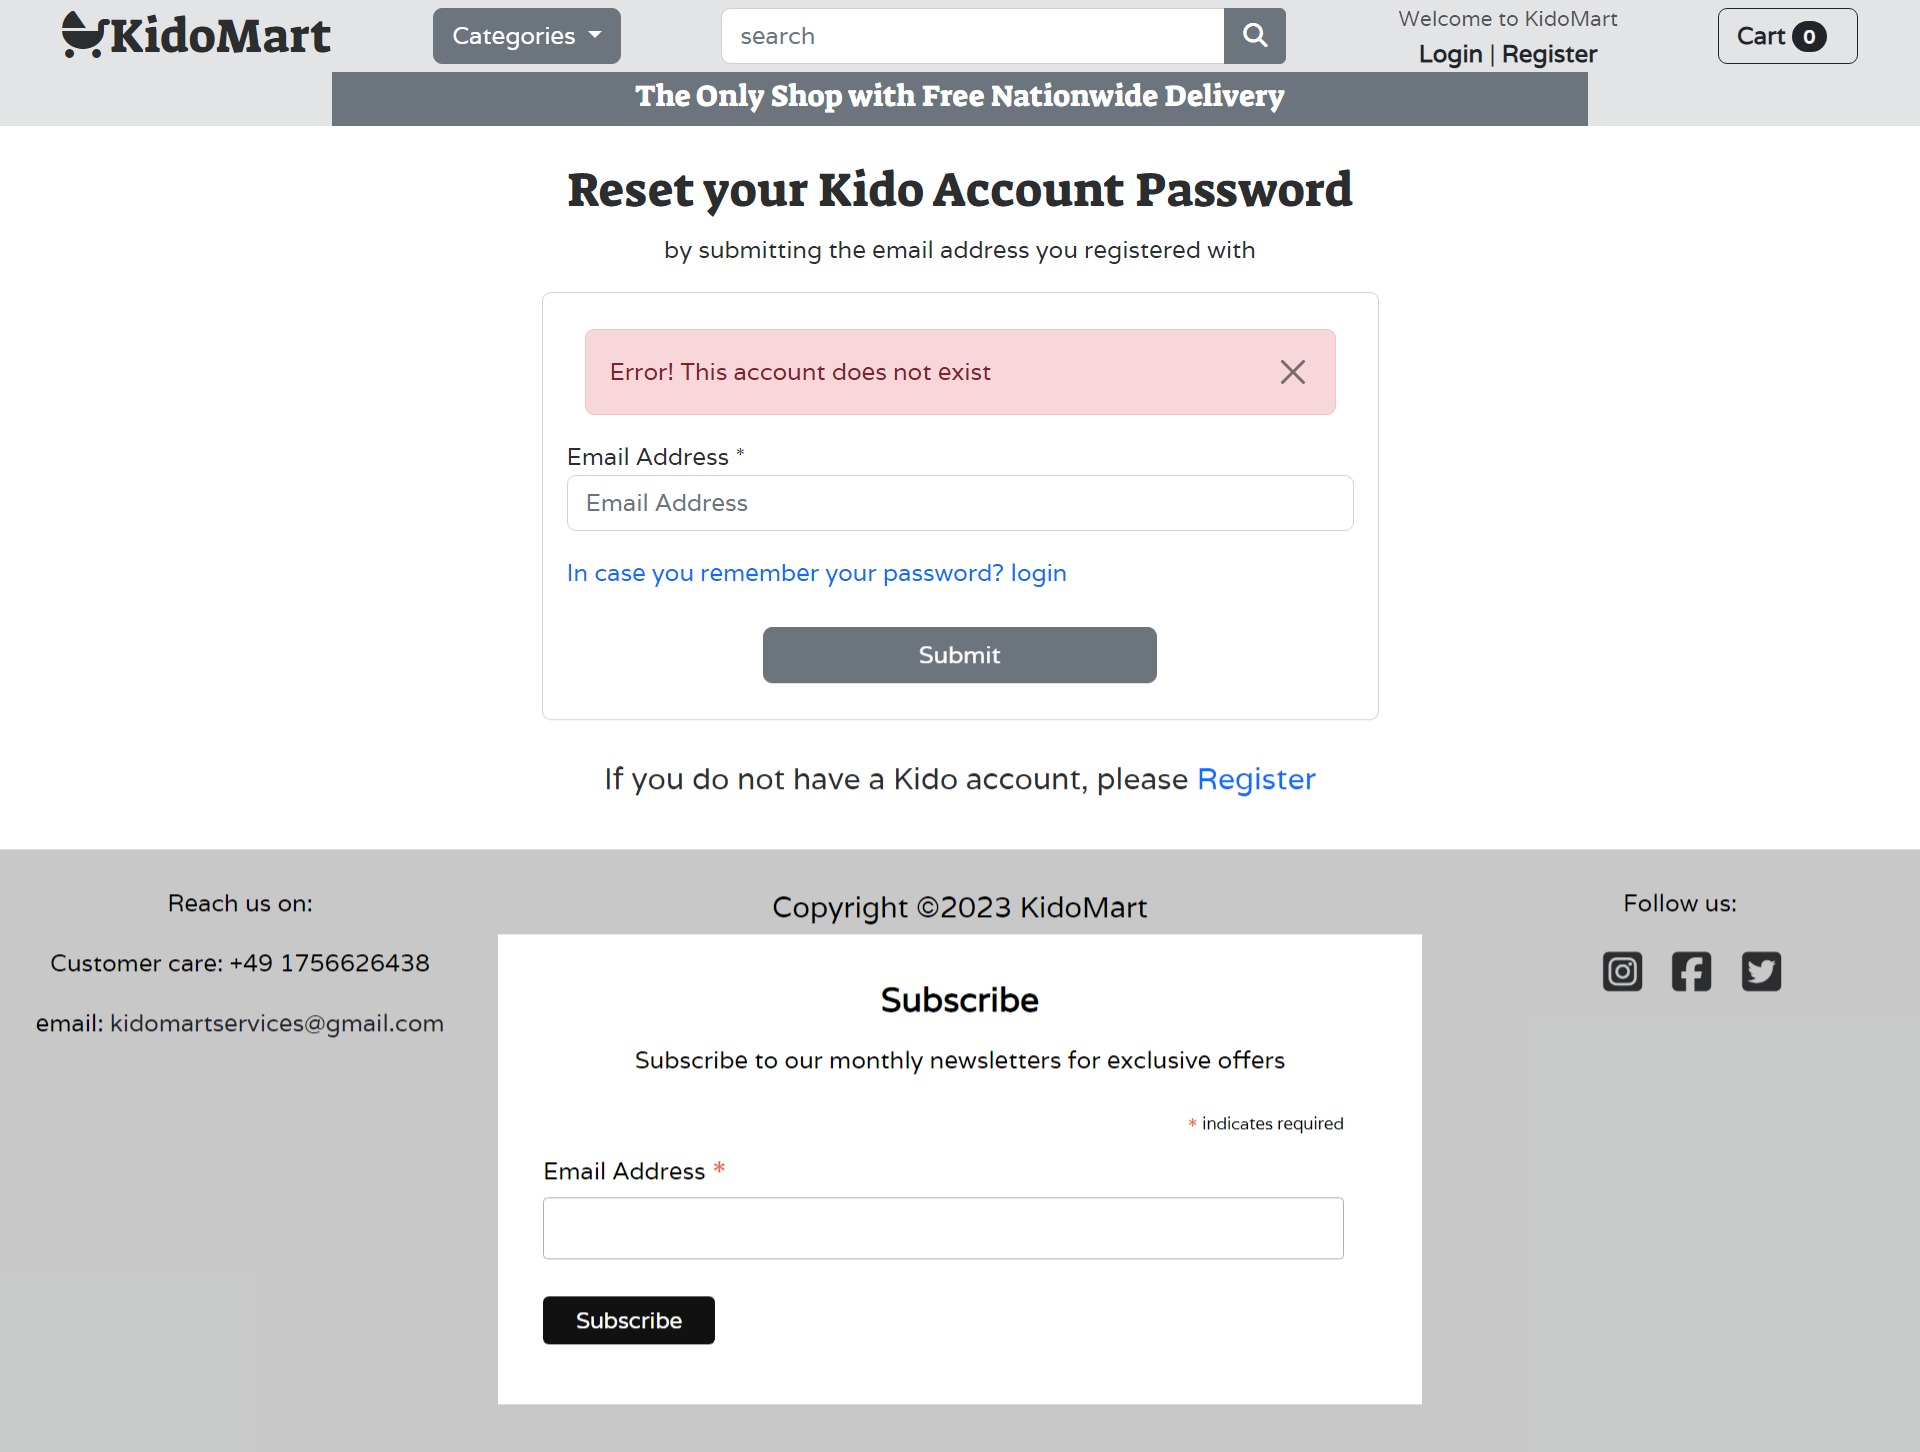 KidoMart
Categories
search
Welcome to KidoMart
Login | Register
Cart 0
The Only Shop with Free Nationwide Delivery
Reset your Kido Account Password
by submitting the email address you registered with
Error! This account does not exist
Email Address *
Email Address
In case you remember your password? login
Submit
If you do not have a Kido account, please Register
Reach us on:
Customer care: +49 1756626438
email: kidomartservices@gmail.com
Copyright ©2023 KidoMart
Subscribe
Subscribe to our monthly newsletters for exclusive offers
* indicates required
Email Address *
Subscribe
Follow us: